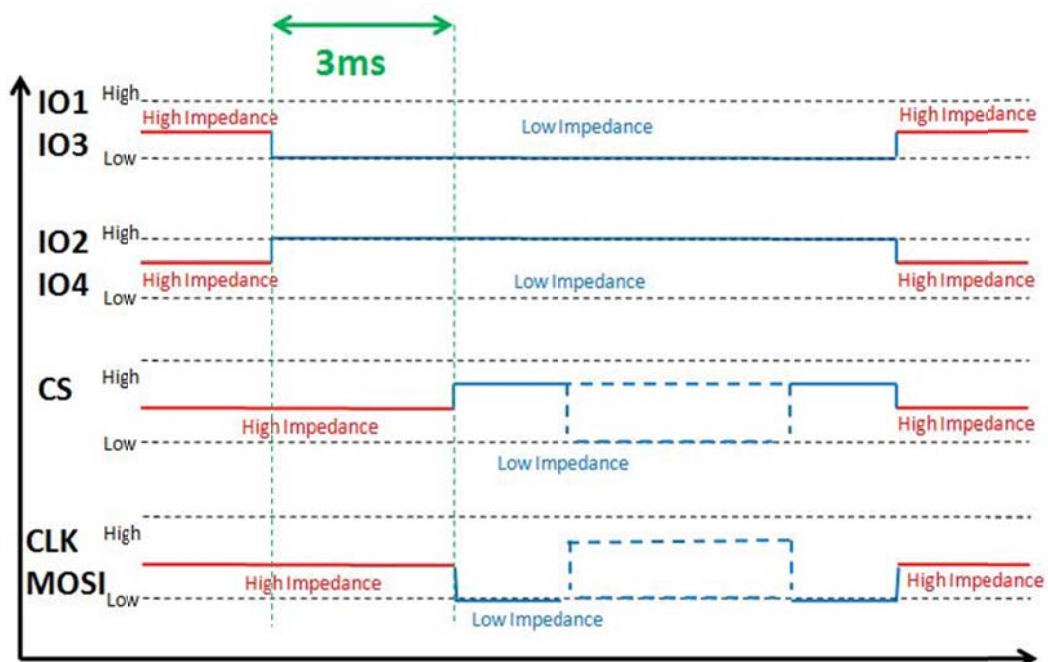 3ms
IO1 High
High Impedance Low Impedance High Impedance
IO3
Low
IO2 High
High Impedance Low Impedance High Impedance
IO4
Low
High
CS
High Impedance High Impedance
Low
Low Impedance
High
CLK
High Impedance High Impedance
MOSI Low
Low Impedance